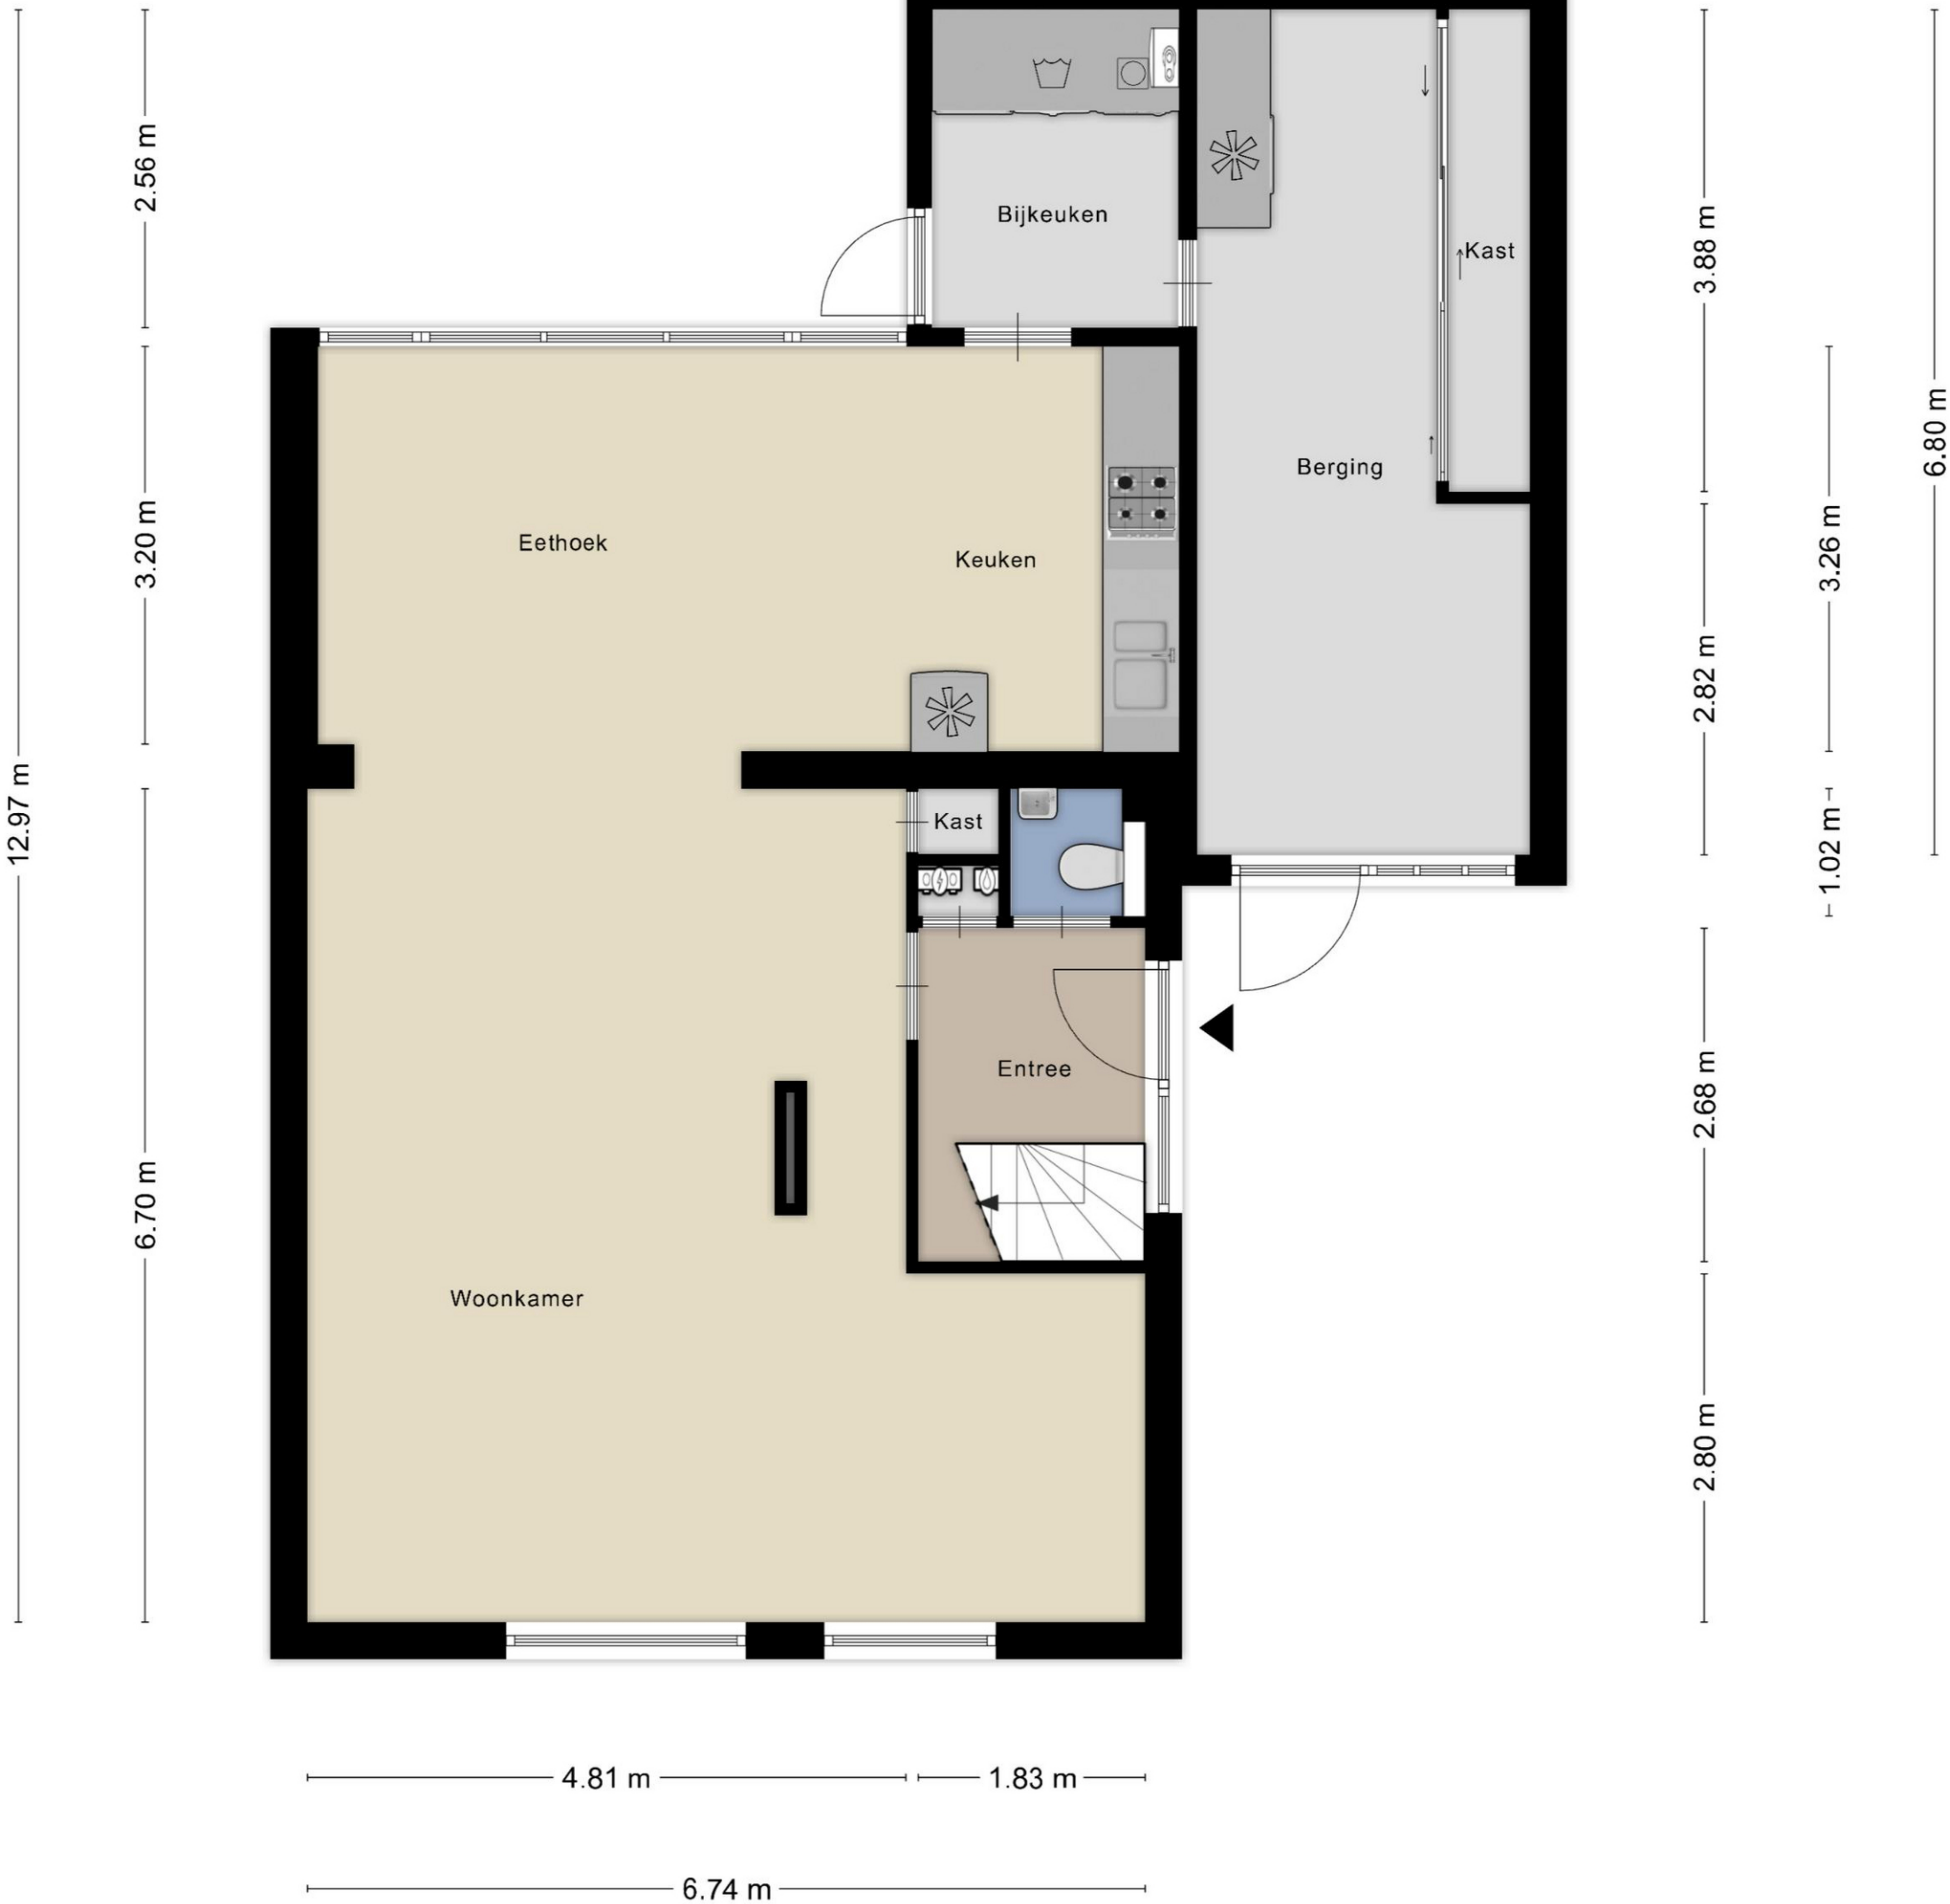 2.56 m
Bijkeuken
Kast
3.88 m
6.80 m
Berging
Eethoek
Keuken
3.20 m
3.26 m
2.82 m
12.97 m
Kast
1.02 m
Entree
2.68 m
6.70 m
Woonkamer
2.80 m
4.81 m
1.83 m
6.74 m